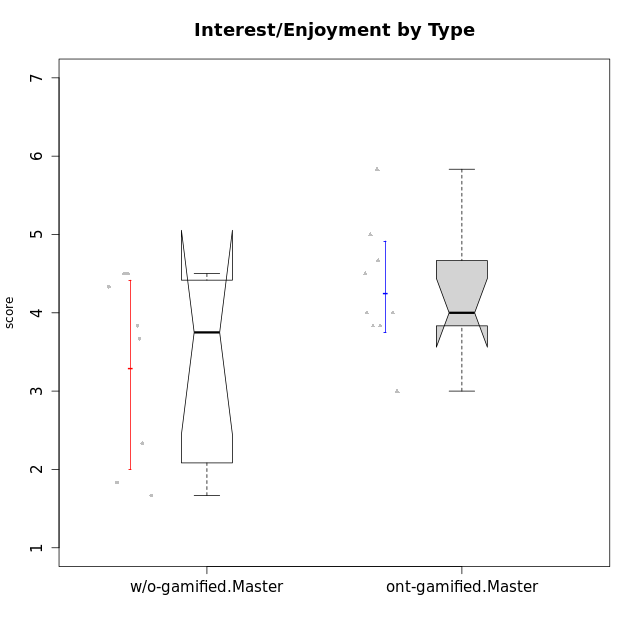 Interest/Enjoyment by Type
score
7
6
5
4
3
2
1
w/o-gamified.Master
ont-gamified.Master